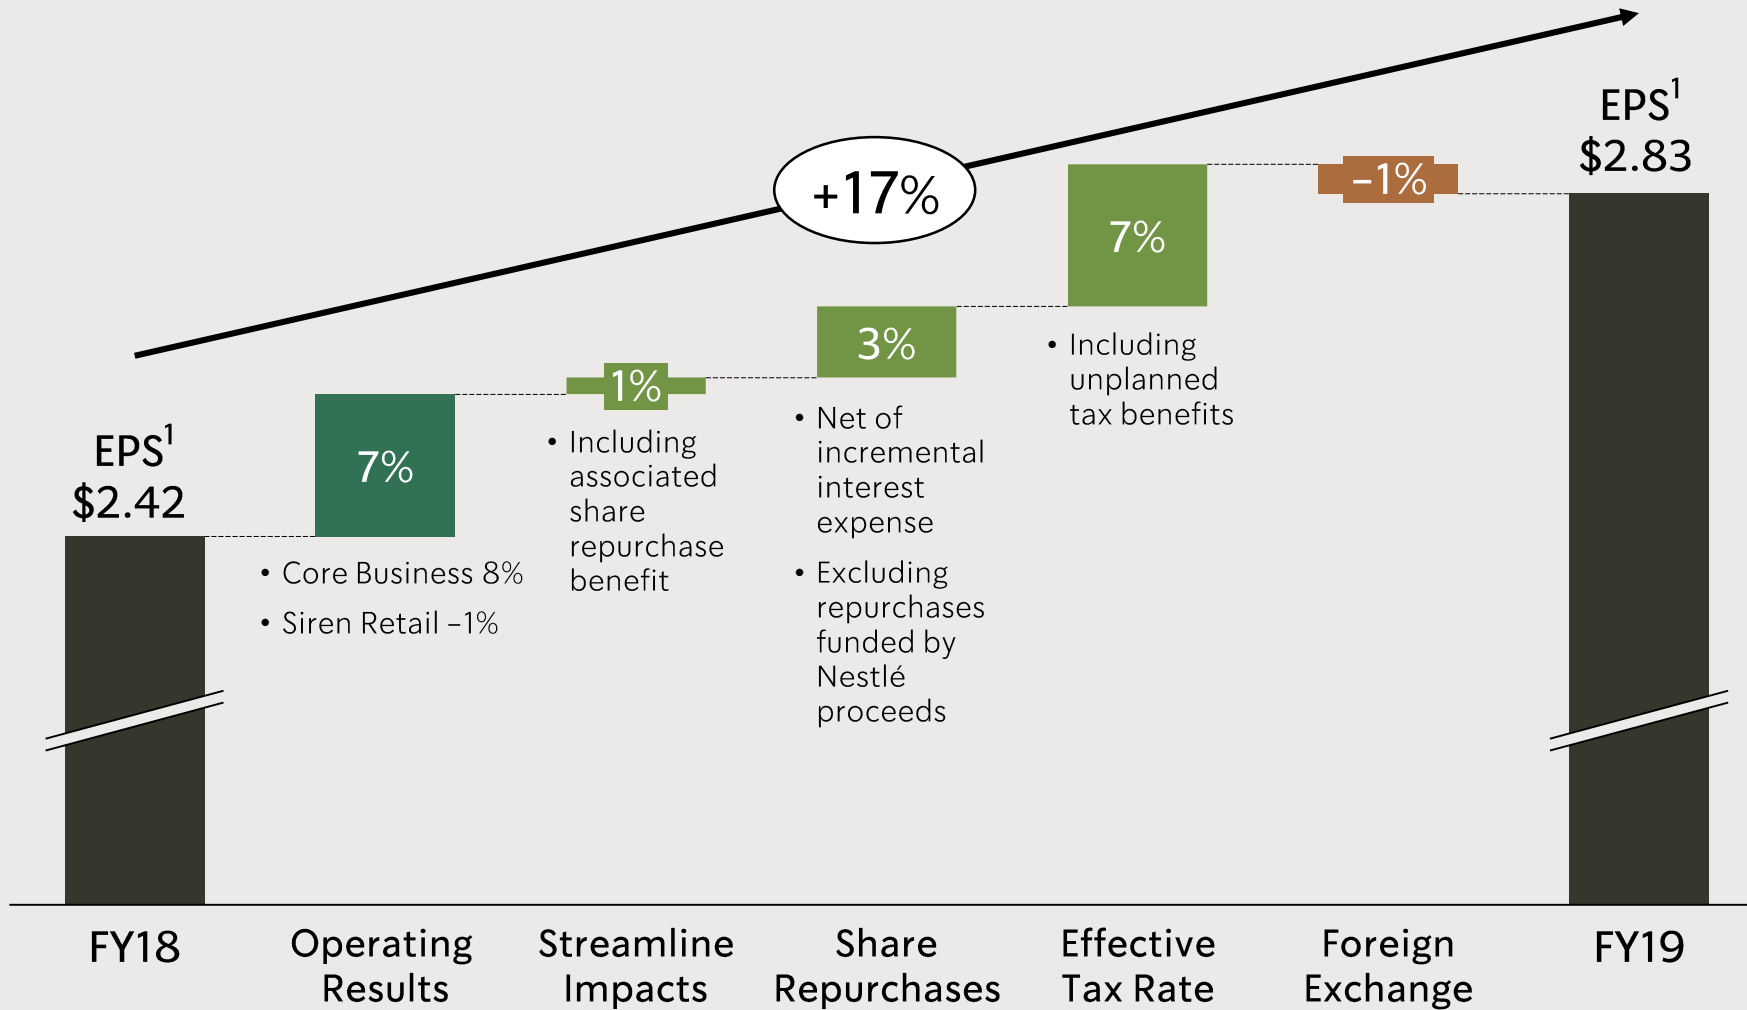 +17%
EPS¹
$2.42
7%
• Core Business 8%
• Siren Retail –1%
1%
• Including
associated
share
repurchase
benefit
3%
• Net of
incremental
interest
expense
• Excluding
repurchases
funded by
Nestlé
proceeds
7%
• Including
unplanned
tax benefits
–1%
EPS¹
$2.83
FY18
Operating
Results
Streamline
Impacts
Share
Repurchases
Effective
Tax Rate
Foreign
Exchange
FY19